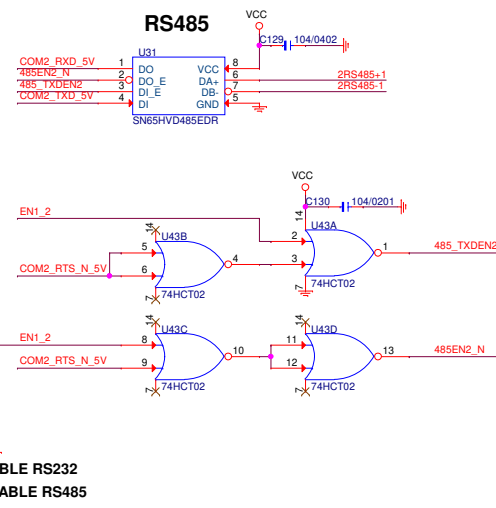 RS485
VCC
C129 104/0402
U31
COM2_RXD_5V 1 DO VCC 8
485EN2_N 2 DO_E DA+ 6 2RS485+1
485_TXDEN2 3 DI_E DB- 7 2RS485-1
COM2_TXD_5V 4 DI GND 5
SN65HVD485EDR
VCC
C130 104/0201
14
EN1_2
14 U43B U43A
2
5 4 3 1 485_TXDEN2
COM2_RTS_N_5V 6
7 74HCT02
7 74HCT02
14 U43C 14 U43D
EN1_2 8 11
10 13 485EN2_N
COM2_RTS_N_5V 9 12
7 74HCT02 7 74HCT02
BLE RS232
ABLE RS485